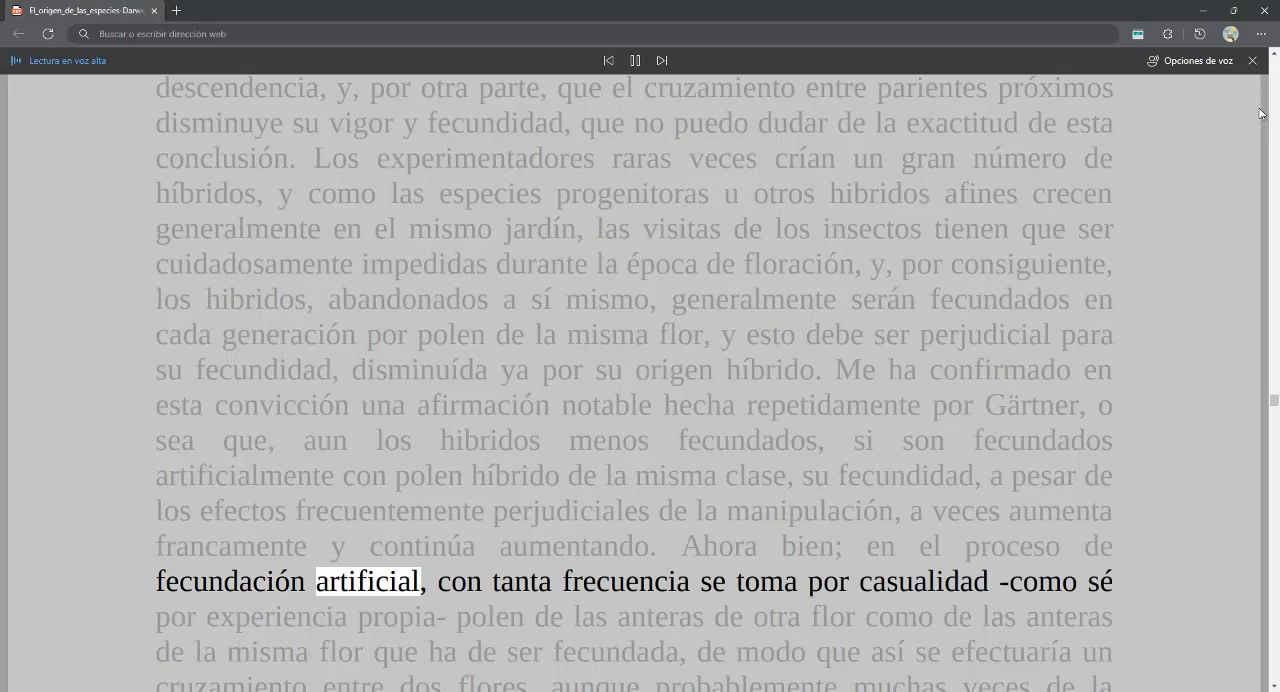 El_origen_de_las_especies-Darwi
Buscar o escribir dirección web
Lectura en voz alta
Opciones de voz
descendencia, y, por otra parte, que el cruzamiento entre parientes próximos
disminuye su vigor y fecundidad, que no puedo dudar de la exactitud de esta
conclusión. Los experimentadores raras veces crían un gran número de
híbridos, y como las especies progenitoras u otros hibridos afines crecen
generalmente en el mismo jardín, las visitas de los insectos tienen que ser
cuidadosamente impedidas durante la época de floración, y, por consiguiente,
los hibridos, abandonados a sí mismo, generalmente serán fecundados en
cada generación por polen de la misma flor, y esto debe ser perjudicial para
su fecundidad, disminuída ya por su origen híbrido. Me ha confirmado en
esta convicción una afirmación notable hecha repetidamente por Gärtner, o
sea que, aun los hibridos menos fecundados, si son fecundados
artificialmente con polen híbrido de la misma clase, su fecundidad, a pesar de
los efectos frecuentemente perjudiciales de la manipulación, a veces aumenta
francamente y continúa aumentando. Ahora bien; en el proceso de
fecundación artificial, con tanta frecuencia se toma por casualidad -como sé
por experiencia propia- polen de las anteras de otra flor como de las anteras
de la misma flor que ha de ser fecundada, de modo que así se efectuaría un
cruzamiento entre dos flores, aunque probablemente muchas veces de la